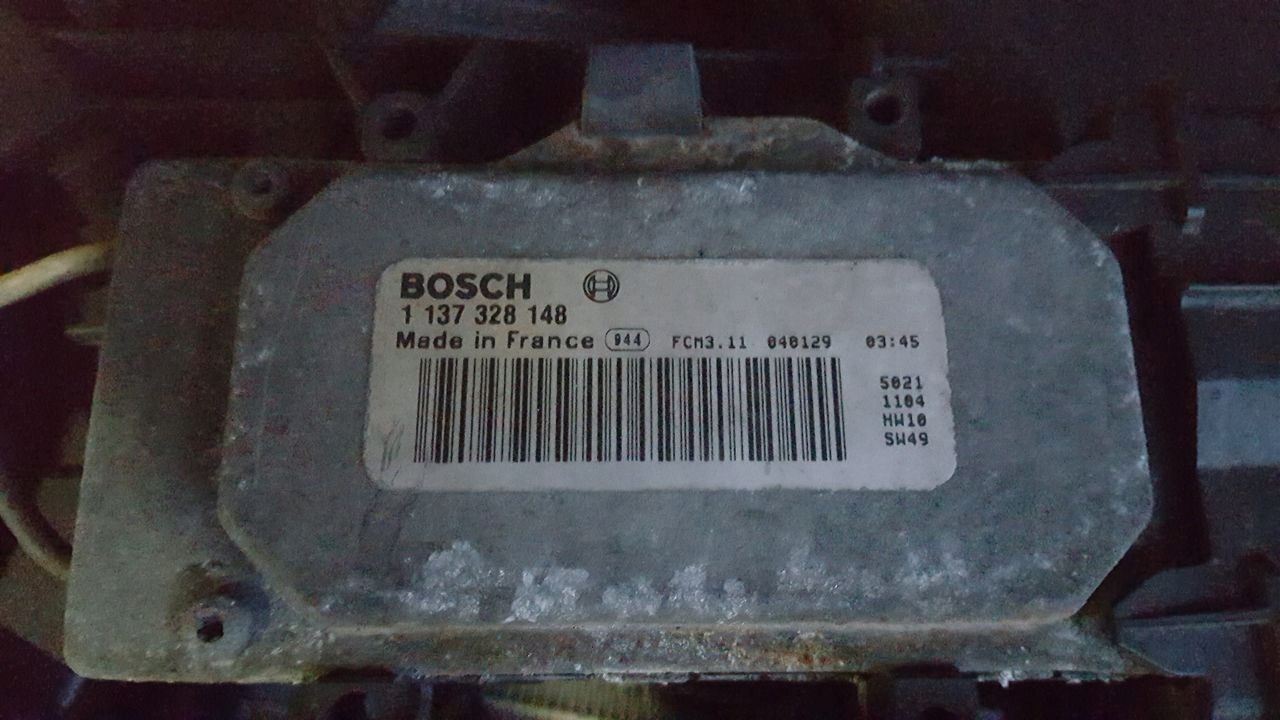 BOSCH
1 137 328 148
Made in France 944 FCM3.11 040129 03:45
5021
1104
HW10
SW49